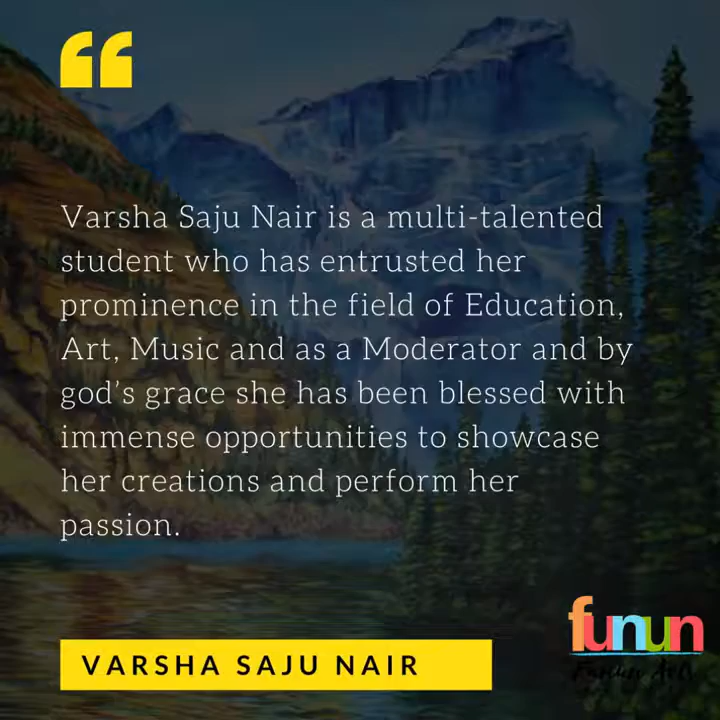 Varsha Saju Nair is a multi-talented
student who has entrusted her
prominence in the field of Education,
Art, Music and as a Moderator and by
god’s grace she has been blessed with
immense opportunities to showcase
her creations and perform her
passion.
VARSHA SAJU NAIR
funun
Funun Arts